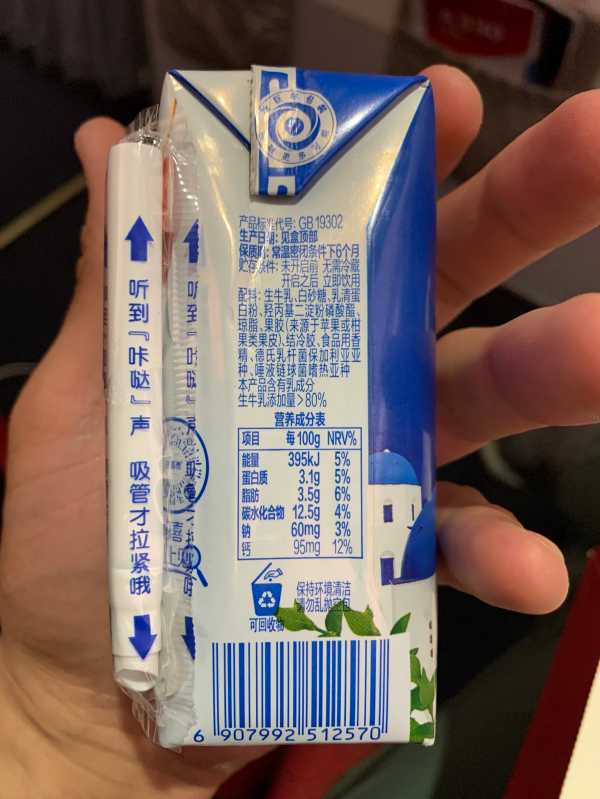 产品标准代号: GB 19302
生产日期: 见盒顶部
保质期: 常温密闭条件下6个月
贮存条件: 未开启前 无需冷藏
开启之后 立即饮用
配料: 生牛乳、白砂糖、乳清蛋
白粉、羟丙基二淀粉磷酸酯、
琼脂、果胶(来源于苹果或柑
果类果皮)、结冷胶、食品用香
精、德氏乳杆菌保加利亚亚
种、唾液链球菌嗜热亚种
本产品含有乳成分
生牛乳添加量>80%
营养成分表
项目 每100g NRV%
能量 395kJ 5%
蛋白质 3.1g 5%
脂肪 3.5g 6%
碳水化合物 12.5g 4%
钠 60mg 3%
钙 95mg 12%
保持环境清洁
请勿乱抛空包
可回收物
6 907992 512570
听到『咔哒』声 吸管才拉紧哦